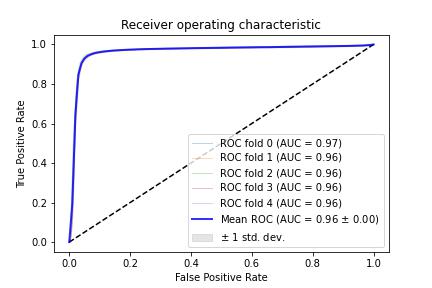 Receiver operating characteristic
True Positive Rate
1.0
0.8
0.6
0.4
0.2
0.0
ROC fold 0 (AUC = 0.97)
ROC fold 1 (AUC = 0.96)
ROC fold 2 (AUC = 0.96)
ROC fold 3 (AUC = 0.96)
ROC fold 4 (AUC = 0.96)
Mean ROC (AUC = 0.96 ± 0.00)
± 1 std. dev.
0.0 0.2 0.4 0.6 0.8 1.0
False Positive Rate